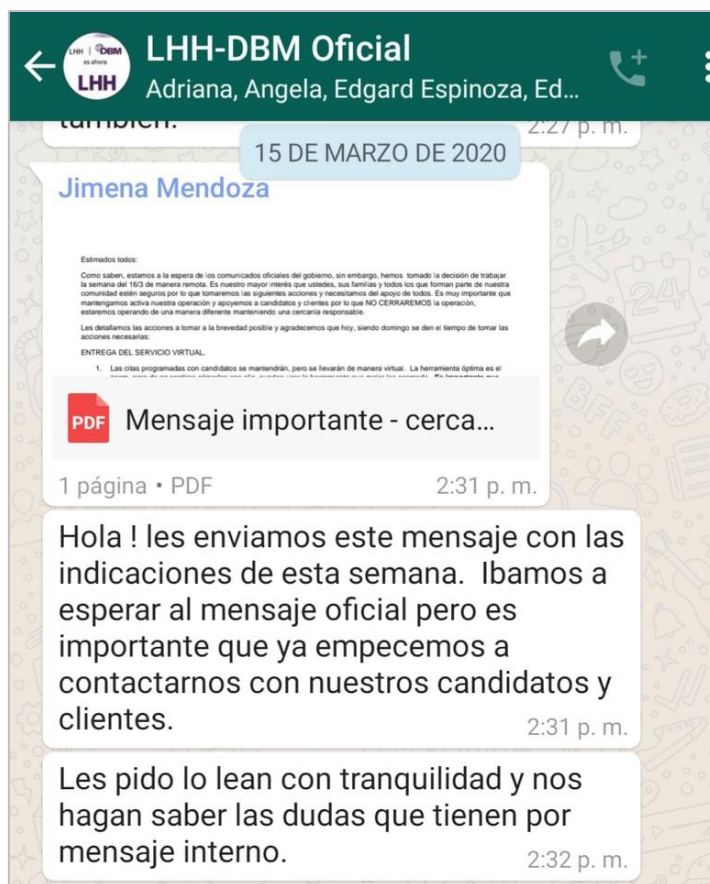 LHH | DBM
es ahora
LHH
LHH-DBM Oficial
Adriana, Angela, Edgard Espinoza, Ed...
2:27 p. m.
15 DE MARZO DE 2020
Jimena Mendoza
Estimados todos:
Como saben, estamos a la espera de los comunicados oficiales del gobierno, sin embargo, hemos tomado la decisión de trabajar
la semana del 16/3 de manera remota. Es nuestro mayor interés que ustedes, sus familias y todos los que forman parte de nuestra
comunidad estén seguros por lo que tomaremos las siguientes acciones y necesitamos del apoyo de todos. Es muy importante que
mantengamos activa nuestra operación y apoyemos a candidatos y clientes por lo que NO CERRAREMOS la operación,
estaremos operando de una manera diferente manteniendo una cercanía responsable.
Les detallamos las acciones a tomar a la brevedad posible y agradecemos que hoy, siendo domingo se den el tiempo de tomar las
acciones necesarias:
ENTREGA DEL SERVICIO VIRTUAL.
1. Las citas programadas con candidatos se mantendrán, pero se llevarán de manera virtual. La herramienta óptima es el
PDF
Mensaje importante - cerca...
1 página • PDF
2:31 p. m.
Hola ! les enviamos este mensaje con las
indicaciones de esta semana. Ibamos a
esperar al mensaje oficial pero es
importante que ya empecemos a
contactarnos con nuestros candidatos y
clientes.
2:31 p. m.
Les pido lo lean con tranquilidad y nos
hagan saber las dudas que tienen por
mensaje interno.
2:32 p. m.